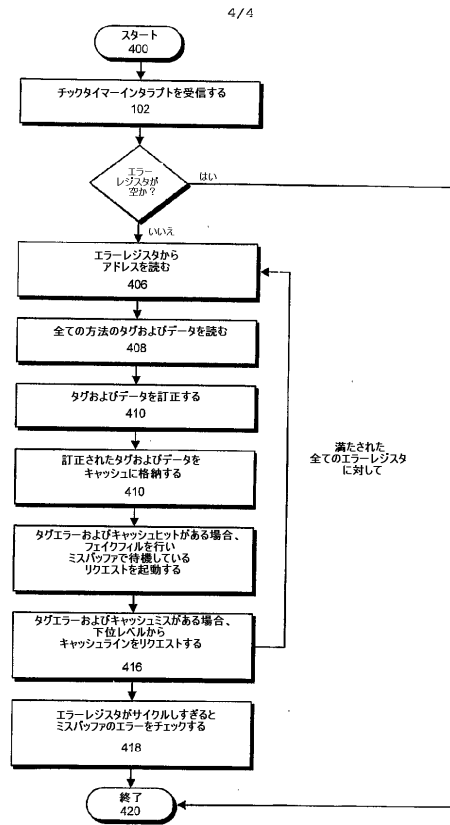 4/4
スタート
400
チックタイマーインタラプトを受信する
102
エラー
レジスタが
空か？
はい
いいえ
エラーレジスタから
アドレスを読む
406
全ての方法のタグおよびデータを読む
408
タグおよびデータを訂正する
410
訂正されたタグおよびデータを
キャッシュに格納する
410
満たされた
全てのエラーレジスタ
に対して
タグエラーおよびキャッシュヒットがある場合、
フェイクフィルを行い
ミスバッファで待機している
リクエストを起動する
タグエラーおよびキャッシュミスがある場合、
下位レベルから
キャッシュラインをリクエストする
416
エラーレジスタがサイクルしすぎると
ミスバッファのエラーをチェックする
418
終了
420